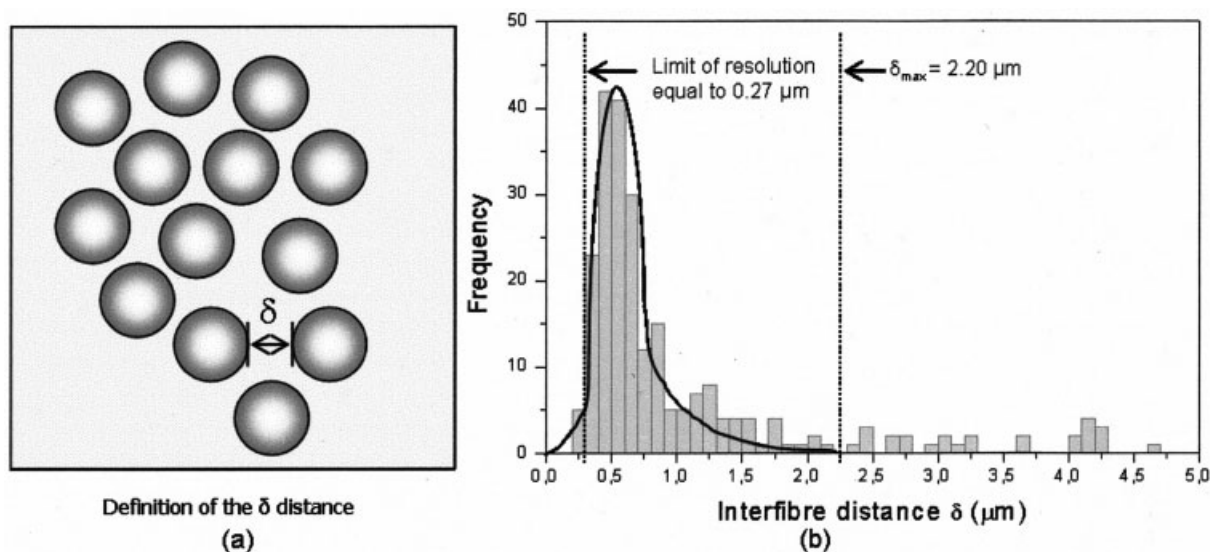 δ
Definition of the δ distance
(a)
50
40
30
20
10
0
Frequency
Limit of resolution
equal to 0.27 μm
δmax = 2.20 μm
0,0 0,5 1,0 1,5 2,0 2,5 3,0 3,5 4,0 4,5 5,0
Interfibre distance δ (μm)
(b)